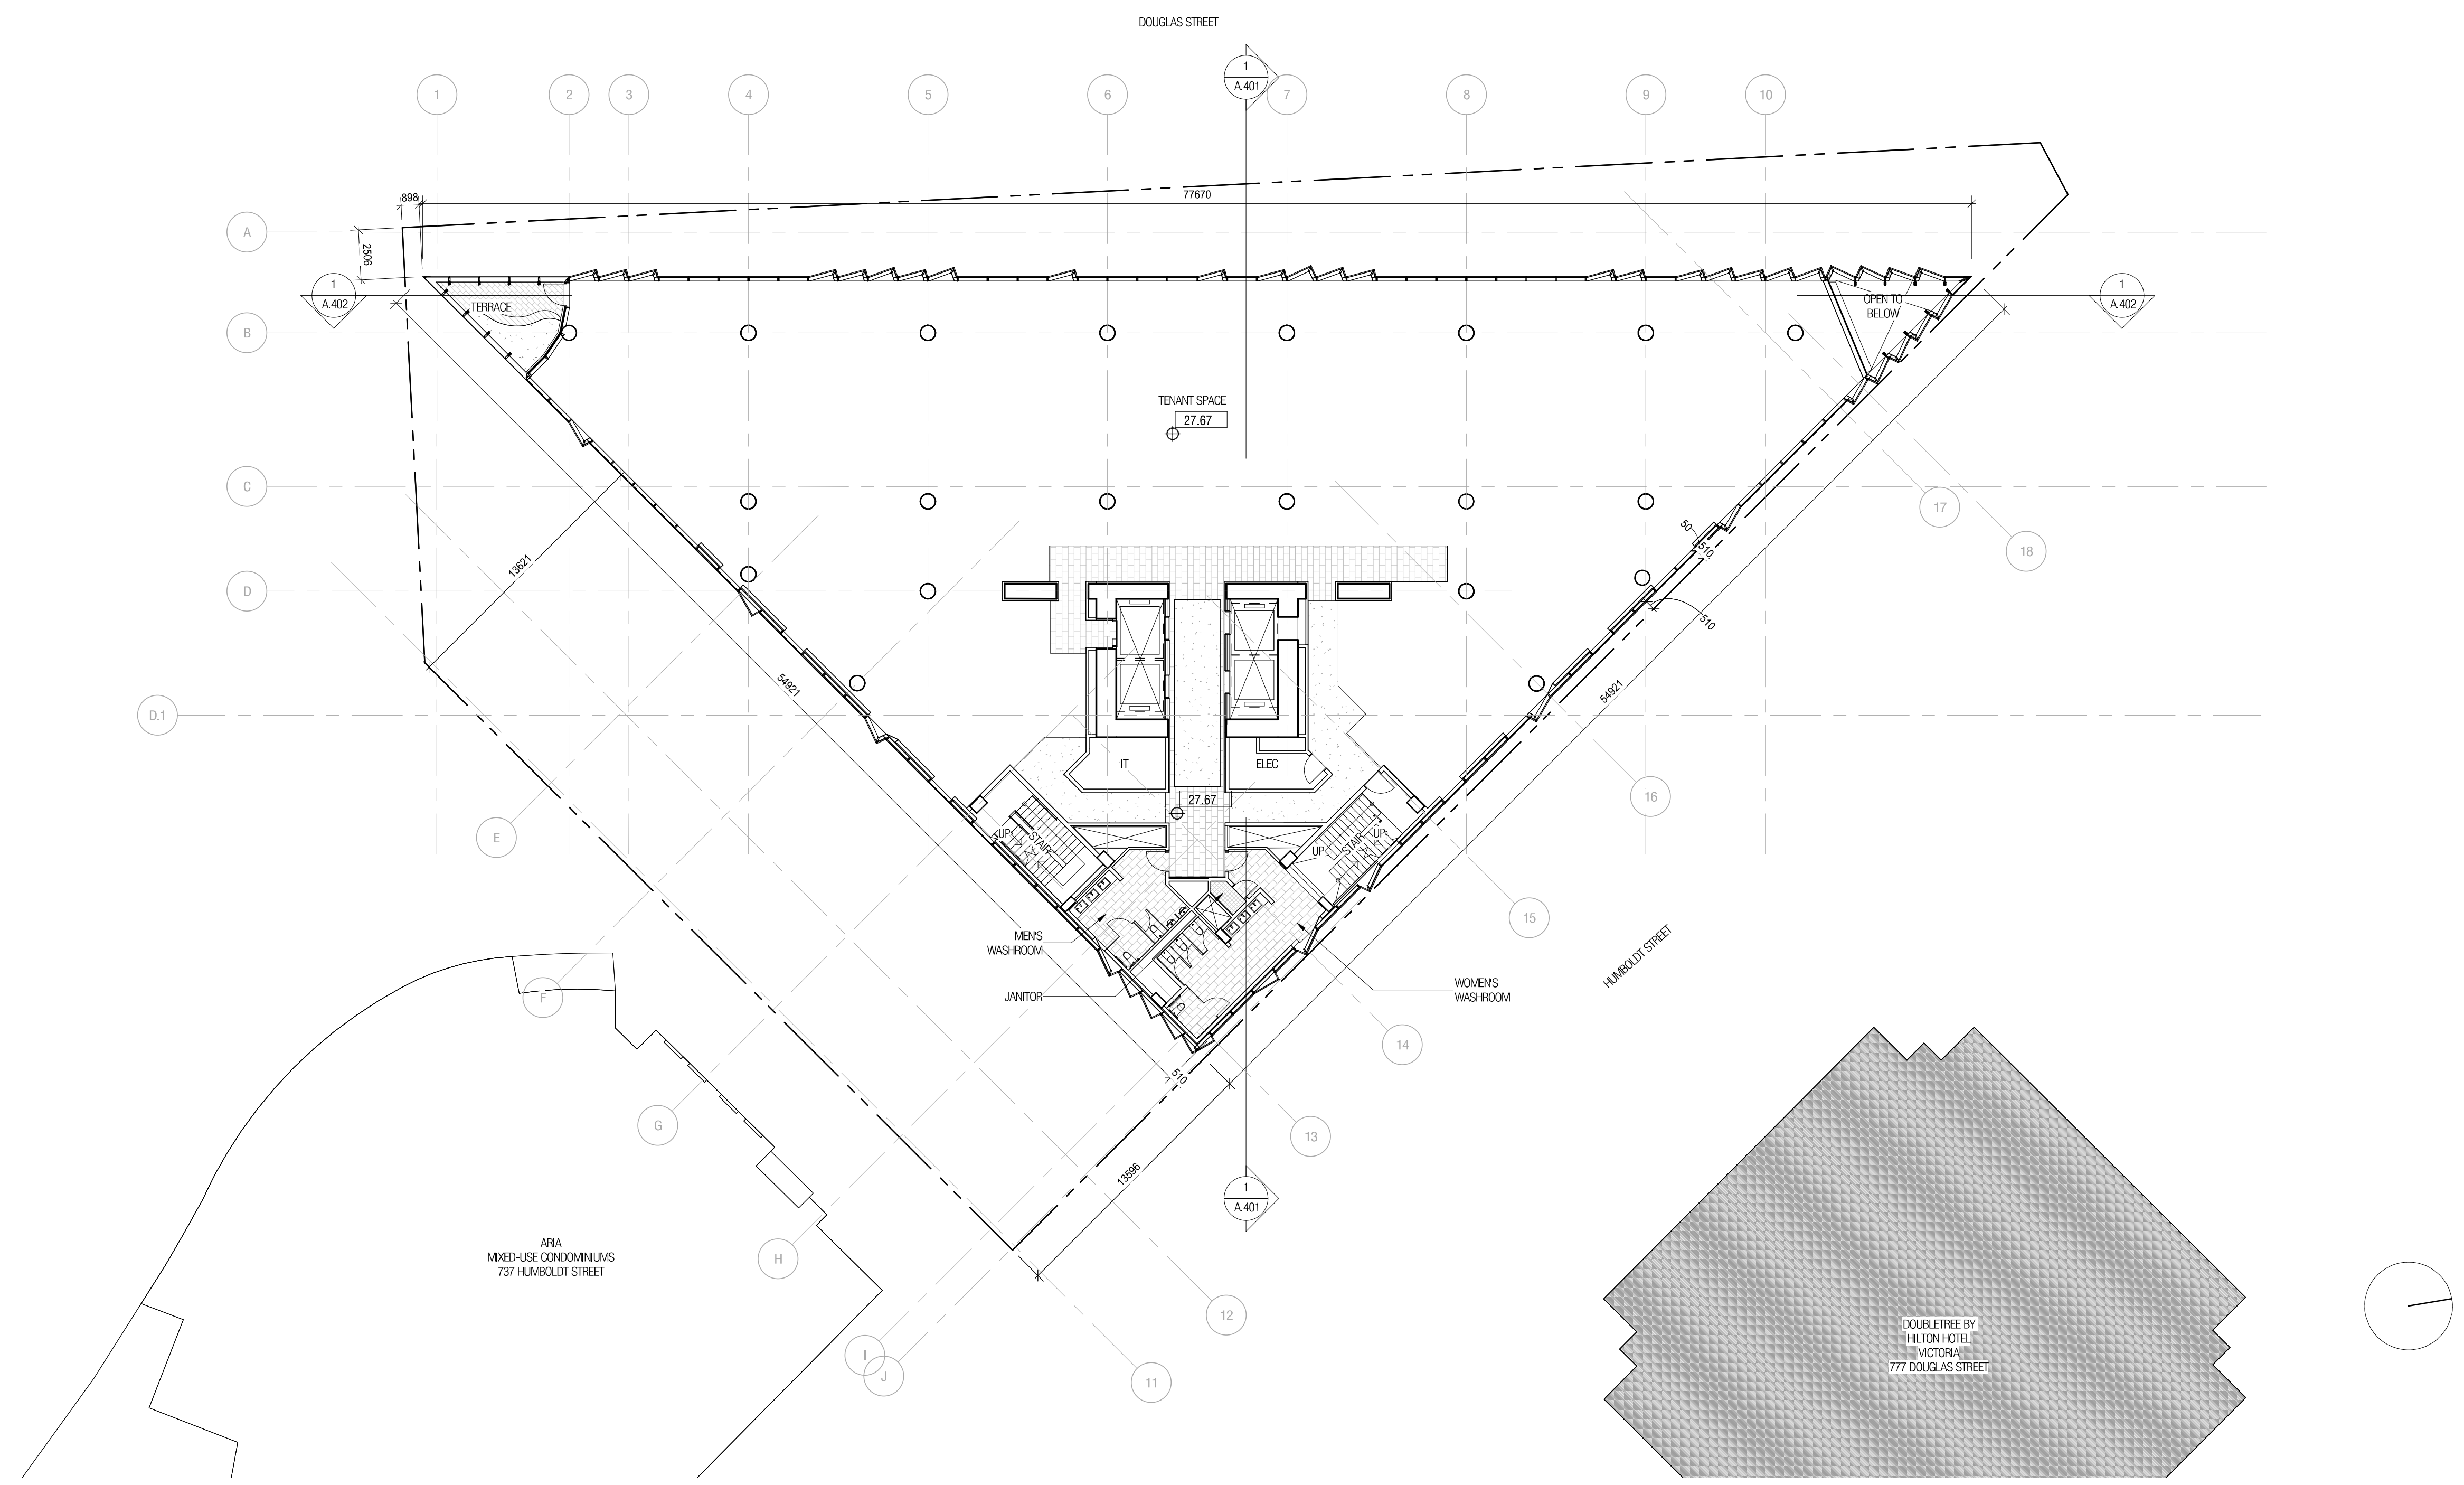 DOUGLAS STREET
1
A.401
1
2
3
4
5
6
7
8
9
10
77670
898
A
2506
1
A.402
TERRACE
OPEN TO
BELOW
1
A.402
B
TENANT SPACE
27.67
C
17
50
510
18
13621
D
510
54921
54921
D.1
IT
ELEC
16
27.67
E
UP
STAIR
UP
STAIR
UP
15
MEN'S
WASHROOM
JANITOR
WOMEN'S
WASHROOM
HUMBOLDT STREET
F
14
510
G
13
13596
1
A.401
ARIA
MIXED-USE CONDOMINIUMS
737 HUMBOLDT STREET
H
12
DOUBLETREE BY
HILTON HOTEL
VICTORIA
777 DOUGLAS STREET
I
J
11